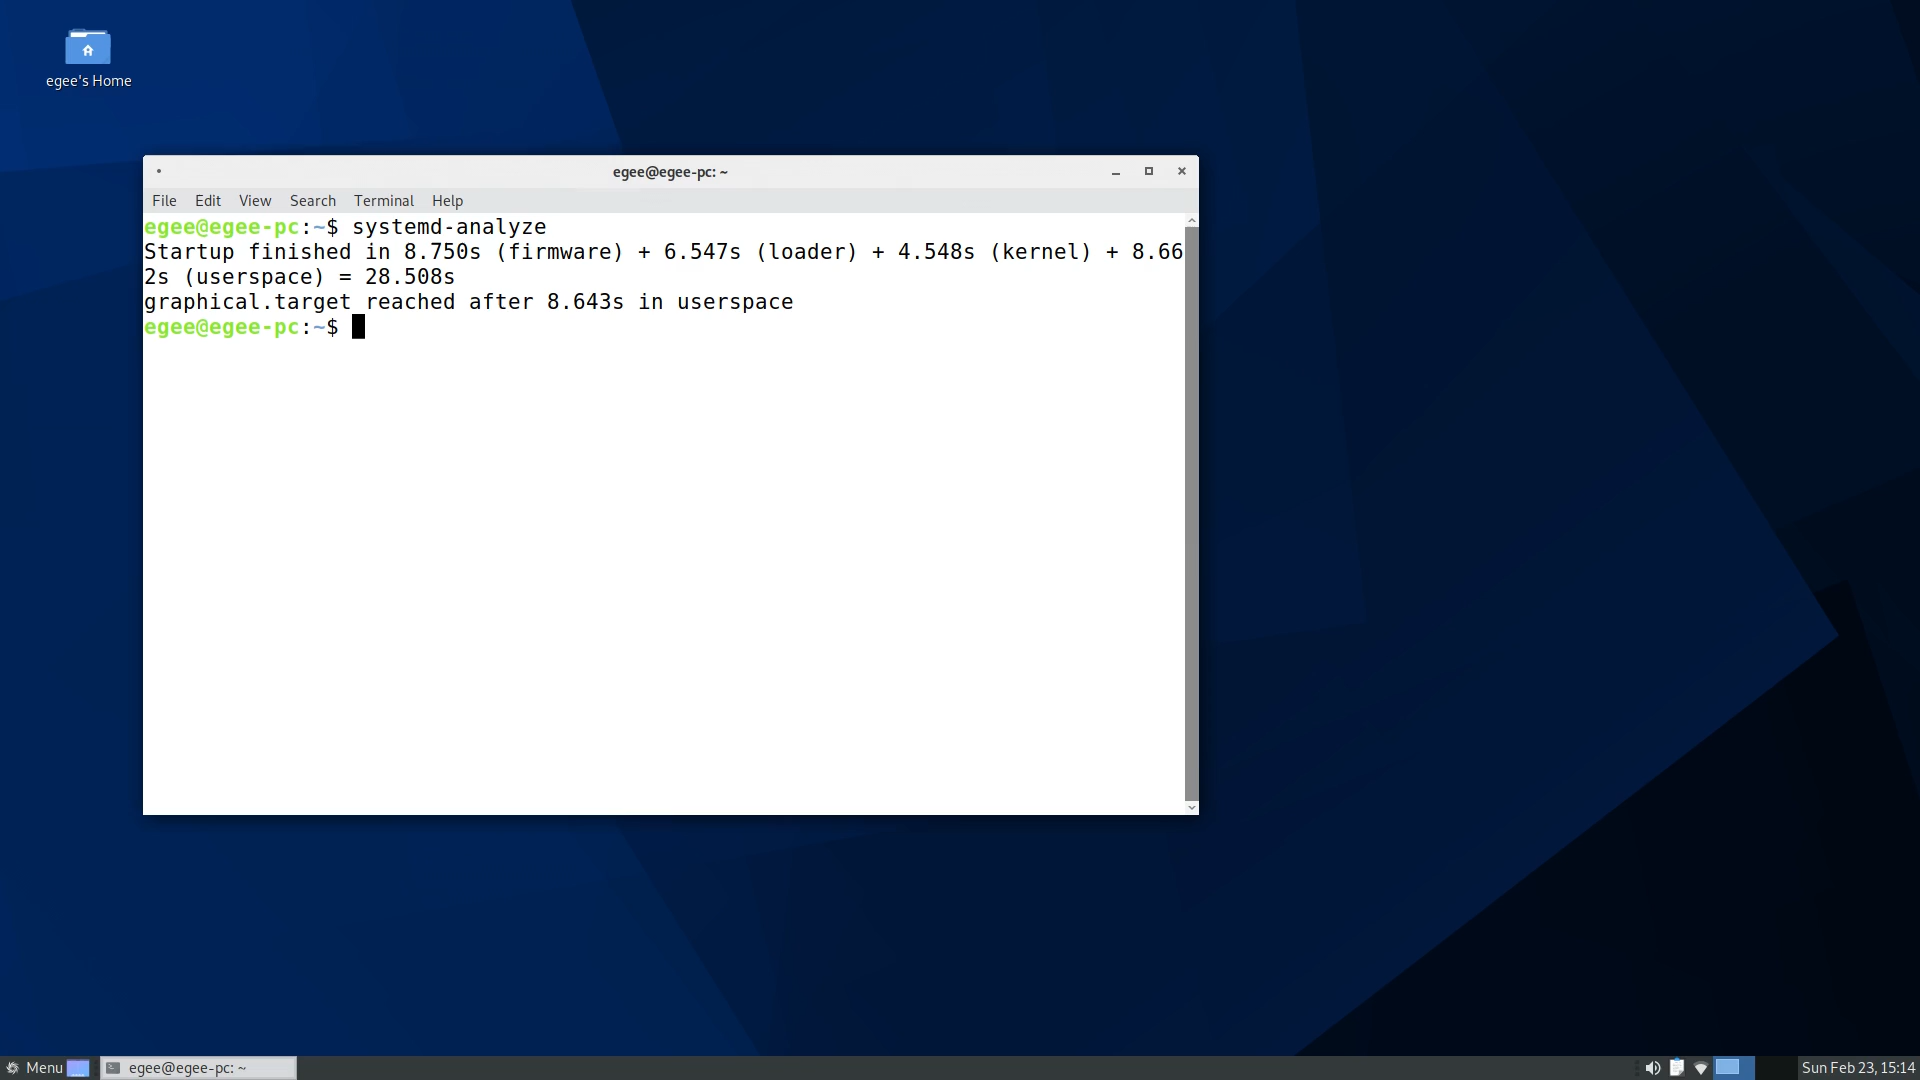 egee's Home
egee@egee-pc: ~
File Edit View Search Terminal Help
egee@egee-pc:~$ systemd-analyze
Startup finished in 8.750s (firmware) + 6.547s (loader) + 4.548s (kernel) + 8.66
2s (userspace) = 28.508s
graphical.target reached after 8.643s in userspace
egee@egee-pc:~$
Menu egee@egee-pc: ~ Sun Feb 23, 15:14